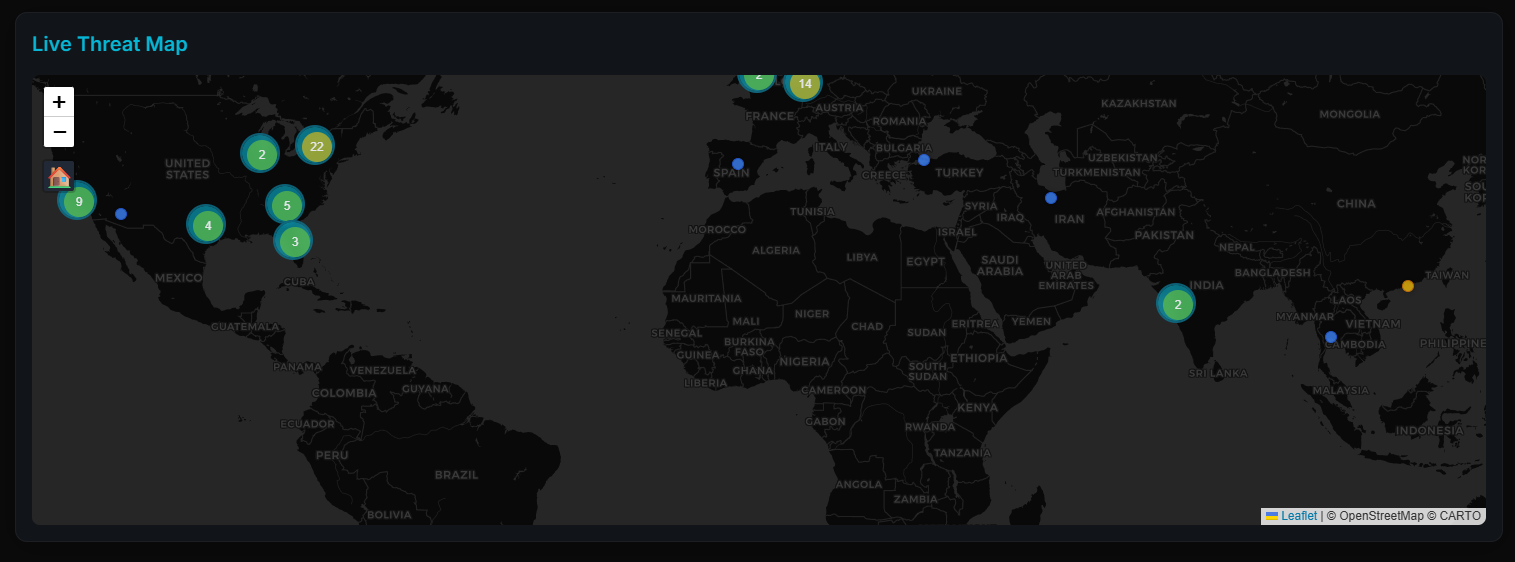 Live Threat Map
+
−
2
14
22
2
9
4
5
3
2
UKRAINE
KAZAKHSTAN
MONGOLIA
AUSTRIA
FRANCE
ROMANIA
ITALY
BULGARIA
UZBEKISTAN
UNITED
STATES
SPAIN
GREECE
TURKEY
TURKMENISTAN
SYRIA
IRAQ
IRAN
AFGHANISTAN
CHINA
TUNISIA
MOROCCO
ISRAEL
PAKISTAN
ALGERIA
LIBYA
EGYPT
SAUDI
ARABIA
UNITED
ARAB
EMIRATES
NEPAL
BANGLADESH
TAIWAN
MEXICO
CUBA
INDIA
MAURITANIA
MALI
NIGER
CHAD
SUDAN
ERITREA
YEMEN
LAOS
MYANMAR
VIETNAM
GUATEMALA
SENEGAL
BURKINA
FASO
GUINEA
GHANA
NIGERIA
SOUTH
SUDAN
ETHIOPIA
CAMBODIA
PHILIPPINE
PANAMA
VENEZUELA
LIBERIA
CAMEROON
SRI LANKA
COLOMBIA
GUYANA
MALAYSIA
ECUADOR
GABON
KENYA
RWANDA
INDONESIA
PERU
TANZANIA
BRAZIL
ANGOLA
ZAMBIA
BOLIVIA
Leaflet | © OpenStreetMap © CARTO